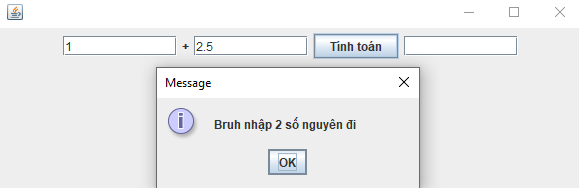 1 + 2.5 Tính toán
Message
Bruh nhập 2 số nguyên đi
OK